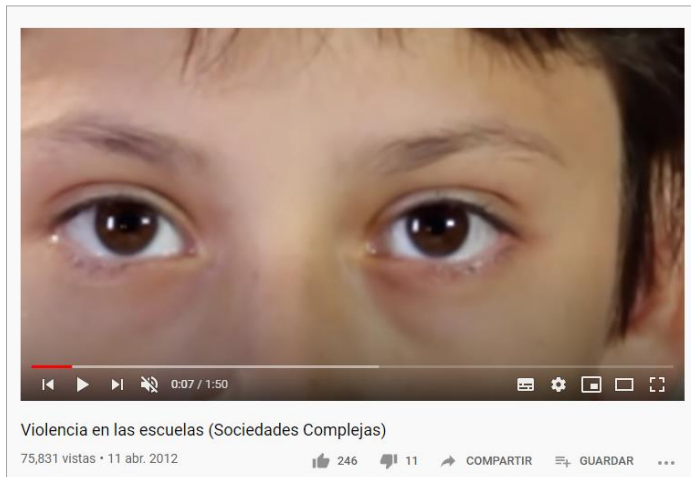 0:07 / 1:50
Violencia en las escuelas (Sociedades Complejas)
75,831 vistas • 11 abr. 2012 246 11 COMPARTIR GUARDAR